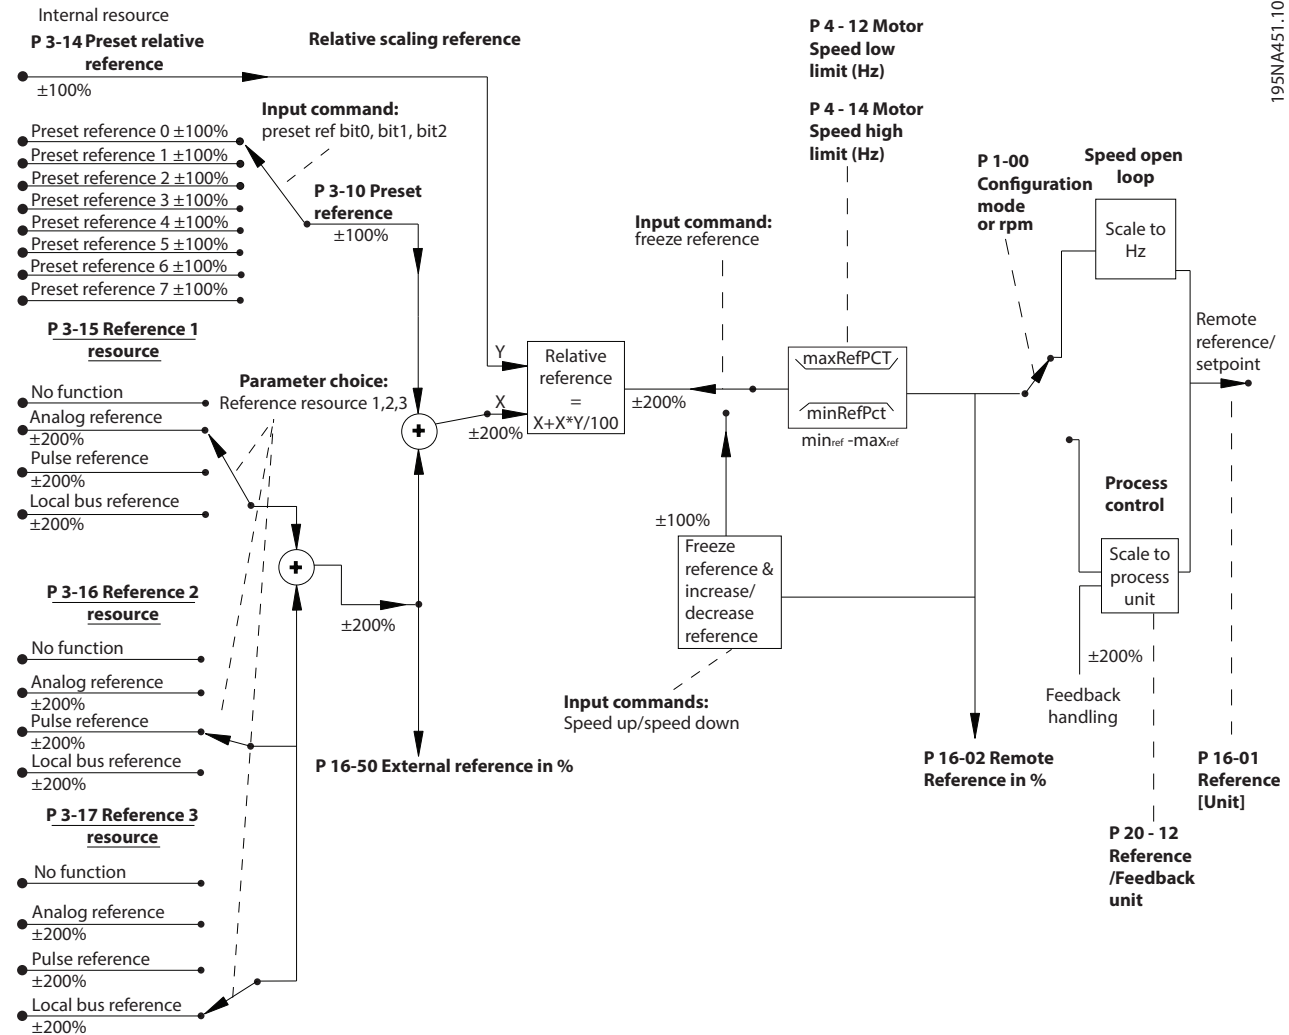 Internal resource
P 3-14 Preset relative
reference
±100%
Relative scaling reference
Input command:
preset ref bit0, bit1, bit2
Preset reference 0 ±100%
Preset reference 1 ±100%
Preset reference 2 ±100%
Preset reference 3 ±100%
Preset reference 4 ±100%
Preset reference 5 ±100%
Preset reference 6 ±100%
Preset reference 7 ±100%
P 3-10 Preset
reference
±100%
P 3-15 Reference 1
resource
No function
Analog reference
±200%
Pulse reference
±200%
Local bus reference
±200%
Parameter choice:
Reference resource 1,2,3
P 3-16 Reference 2
resource
No function
Analog reference
±200%
Pulse reference
±200%
Local bus reference
±200%
P 3-17 Reference 3
resource
No function
Analog reference
±200%
Pulse reference
±200%
Local bus reference
±200%
+
±200%
+
P 16-50 External reference in %
Y
X
±200%
Relative
reference
=
X+X*Y/100
±200%
Input command:
freeze reference
±100%
Freeze
reference &
increase/
decrease
reference
Input commands:
Speed up/speed down
P 4 - 12 Motor
Speed low
limit (Hz)
P 4 - 14 Motor
Speed high
limit (Hz)
maxRefPCT
minRefPct
minref -maxref
P 16-02 Remote
Reference in %
P 1-00
Configuration
mode
or rpm
Speed open
loop
Scale to
Hz
Process
control
Scale to
process
unit
±200%
Feedback
handling
Remote
reference/
setpoint
P 16-01
Reference
[Unit]
P 20 - 12
Reference
/Feedback
unit
195NA451.10